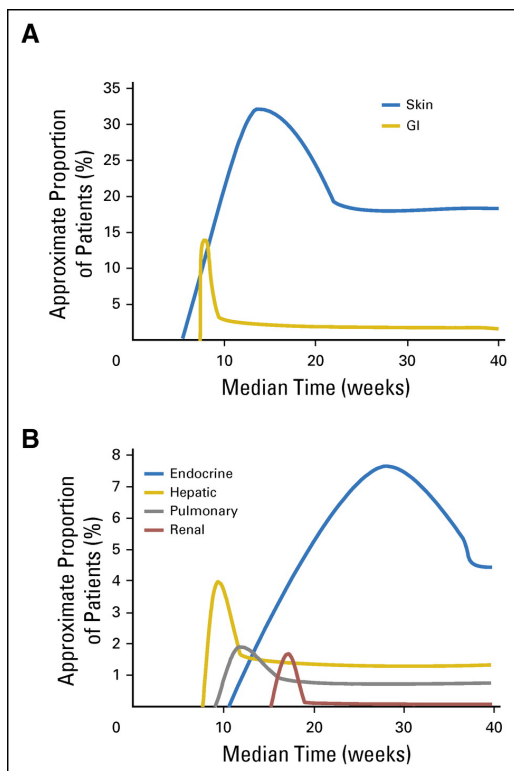 A
Approximate Proportion
of Patients (%)
35
30
25
20
15
10
5
0
10
20
30
40
Skin
GI
Median Time (weeks)
B
Approximate Proportion
of Patients (%)
8
7
6
5
4
3
2
1
0
10
20
30
40
Endocrine
Hepatic
Pulmonary
Renal
Median Time (weeks)